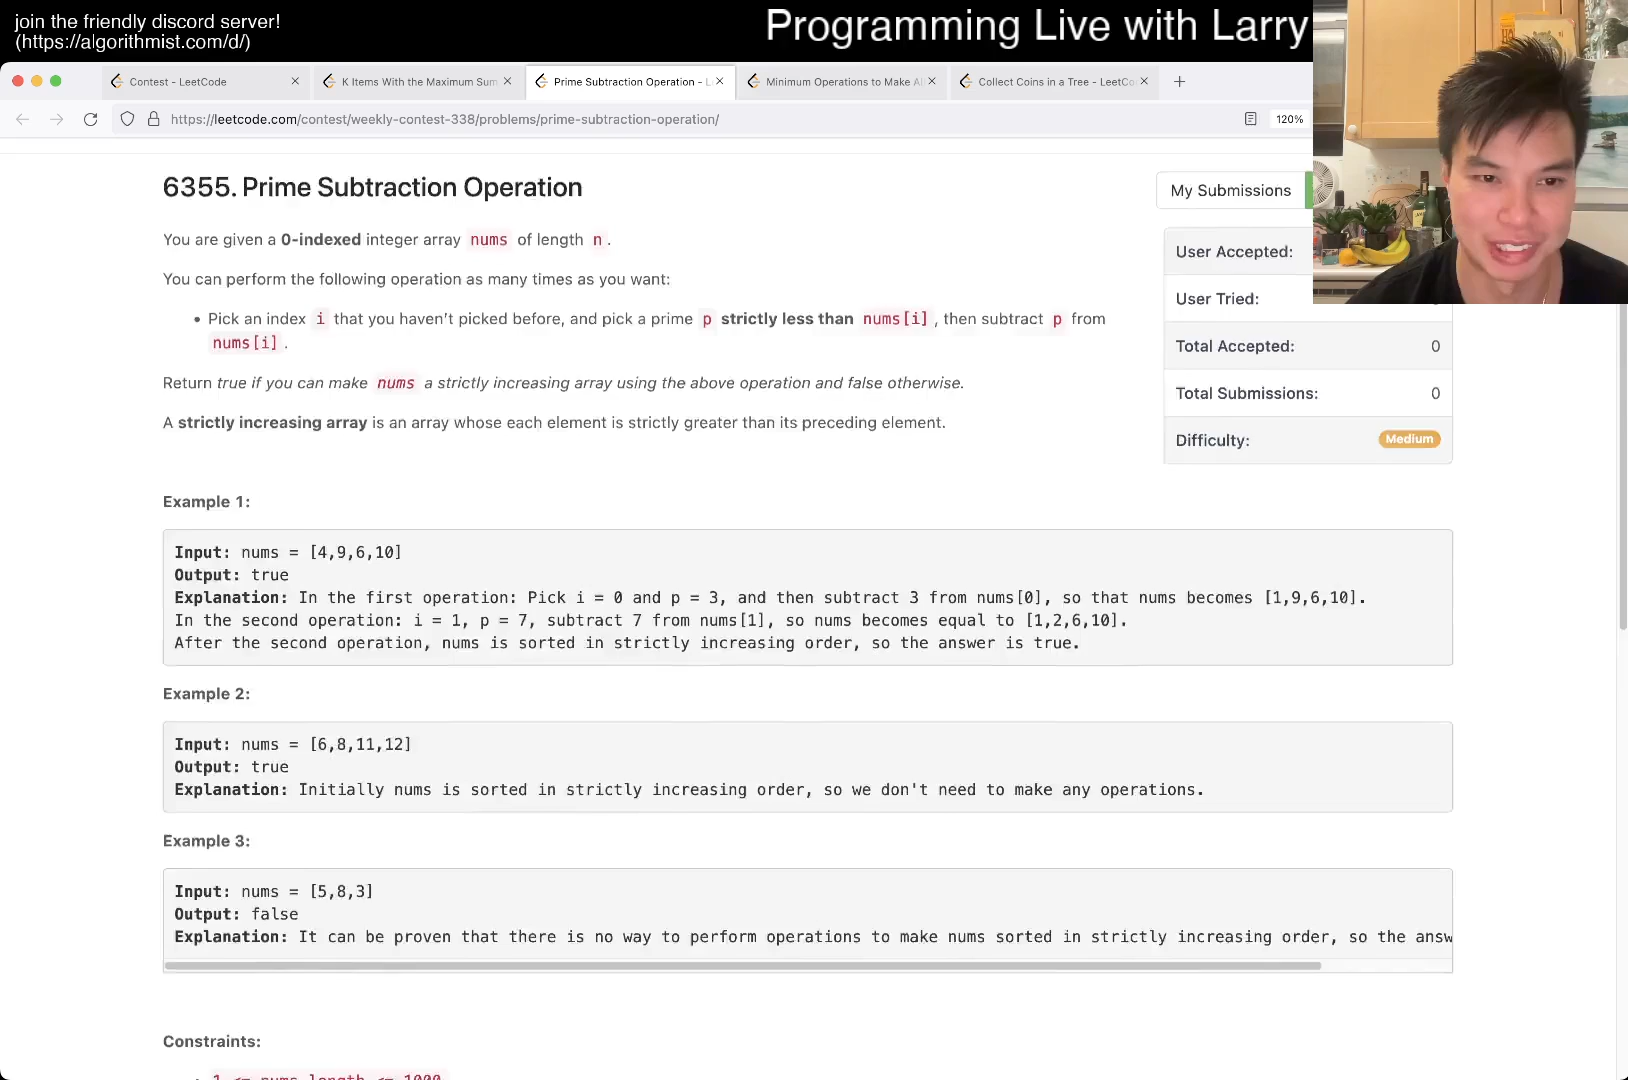 join the friendly discord server!
(https://algorithmist.com/d/)
Programming Live with Larry
Contest - LeetCode
K Items With the Maximum Sum
Prime Subtraction Operation - L
Minimum Operations to Make Al
Collect Coins in a Tree - LeetCo
https://leetcode.com/contest/weekly-contest-338/problems/prime-subtraction-operation/
120%
6355. Prime Subtraction Operation
My Submissions
You are given a 0-indexed integer array nums of length n.
You can perform the following operation as many times as you want:
• Pick an index i that you haven't picked before, and pick a prime p strictly less than nums[i], then subtract p from
nums[i].
Return true if you can make nums a strictly increasing array using the above operation and false otherwise.
A strictly increasing array is an array whose each element is strictly greater than its preceding element.
User Accepted:
User Tried:
Total Accepted: 0
Total Submissions: 0
Difficulty: Medium
Example 1:
Input: nums = [4,9,6,10]
Output: true
Explanation: In the first operation: Pick i = 0 and p = 3, and then subtract 3 from nums[0], so that nums becomes [1,9,6,10].
In the second operation: i = 1, p = 7, subtract 7 from nums[1], so nums becomes equal to [1,2,6,10].
After the second operation, nums is sorted in strictly increasing order, so the answer is true.
Example 2:
Input: nums = [6,8,11,12]
Output: true
Explanation: Initially nums is sorted in strictly increasing order, so we don't need to make any operations.
Example 3:
Input: nums = [5,8,3]
Output: false
Explanation: It can be proven that there is no way to perform operations to make nums sorted in strictly increasing order, so the answ
Constraints:
• 1 <= nums.length <= 1000